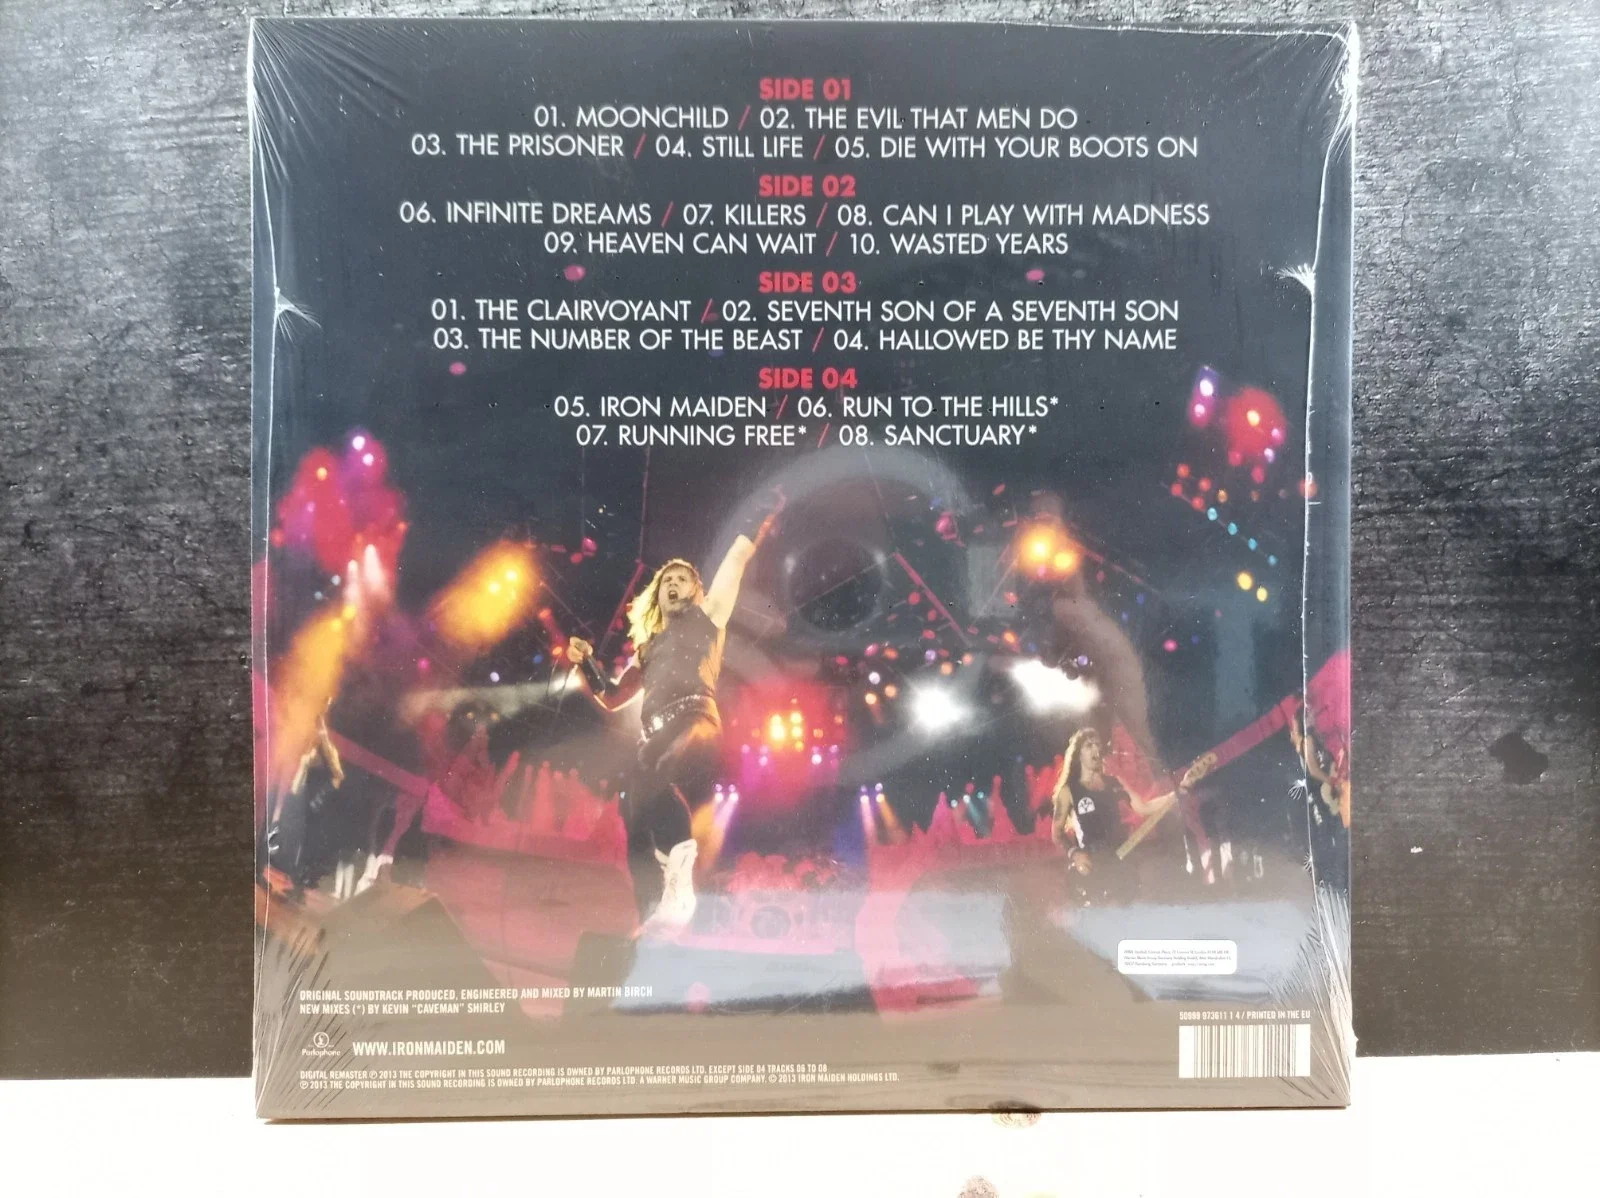 SIDE 01
01. MOONCHILD / 02. THE EVIL THAT MEN DO
03. THE PRISONER / 04. STILL LIFE / 05. DIE WITH YOUR BOOTS ON
SIDE 02
06. INFINITE DREAMS / 07. KILLERS / 08. CAN I PLAY WITH MADNESS
09. HEAVEN CAN WAIT / 10. WASTED YEARS
SIDE 03
01. THE CLAIRVOYANT / 02. SEVENTH SON OF A SEVENTH SON
03. THE NUMBER OF THE BEAST / 04. HALLOWED BE THY NAME
SIDE 04
05. IRON MAIDEN / 06. RUN TO THE HILLS*
07. RUNNING FREE* / 08. SANCTUARY*
ORIGINAL SOUNDTRACK PRODUCED, ENGINEERED AND MIXED BY MARTIN BIRCH
NEW MIXES (*) BY KEVIN "CAVEMAN" SHIRLEY
50999 973611 1 4 / PRINTED IN THE EU
Parlophone WWW.IRONMAIDEN.COM
DIGITAL REMASTER ℗ 2013 THE COPYRIGHT IN THIS SOUND RECORDING IS OWNED BY PARLOPHONE RECORDS LTD. EXCEPT SIDE 04 TRACKS 06 TO 08
℗ 2013 THE COPYRIGHT IN THIS SOUND RECORDING IS OWNED BY PARLOPHONE RECORDS LTD. A WARNER MUSIC GROUP COMPANY. © 2013 IRON MAIDEN HOLDINGS LTD.